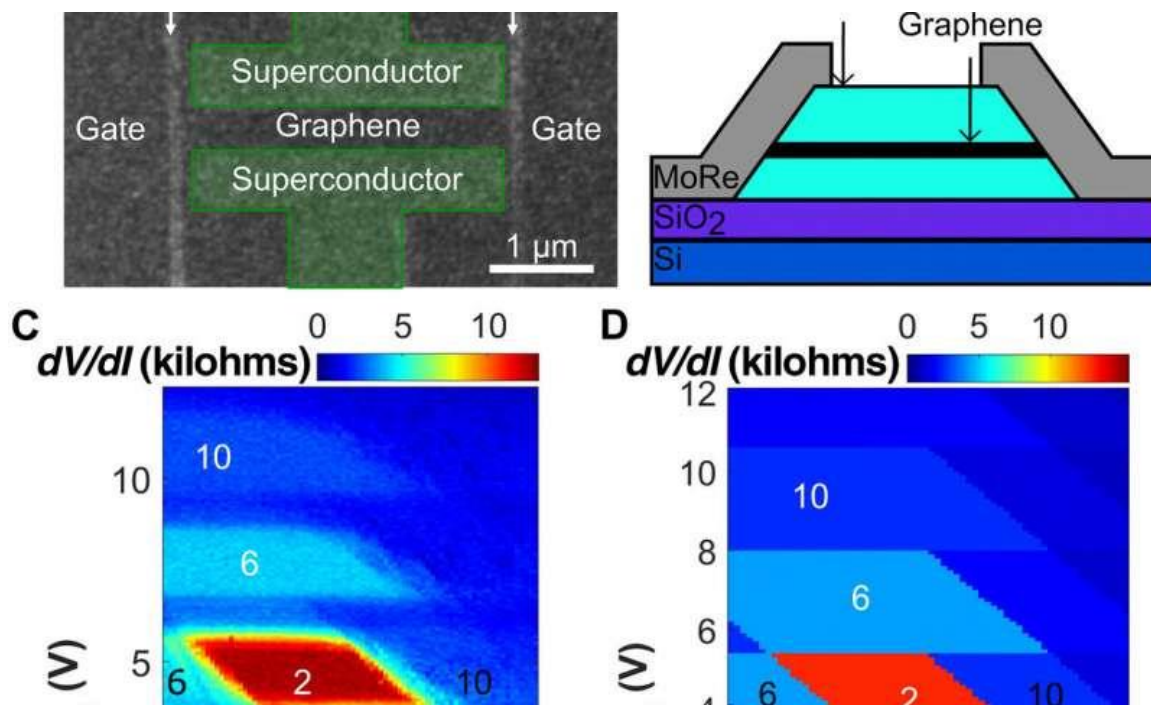 Superconductor
Gate
Graphene
Gate
Superconductor
1 μm
Graphene
MoRe
SiO2
Si
C
0 5 10
dV/dI (kilohms)
10
10
6
5
6
2
10
(V)
D
0 10
dV/dI (kilohms)
12
10
10
8
6
6
6
2
10
4
(V)